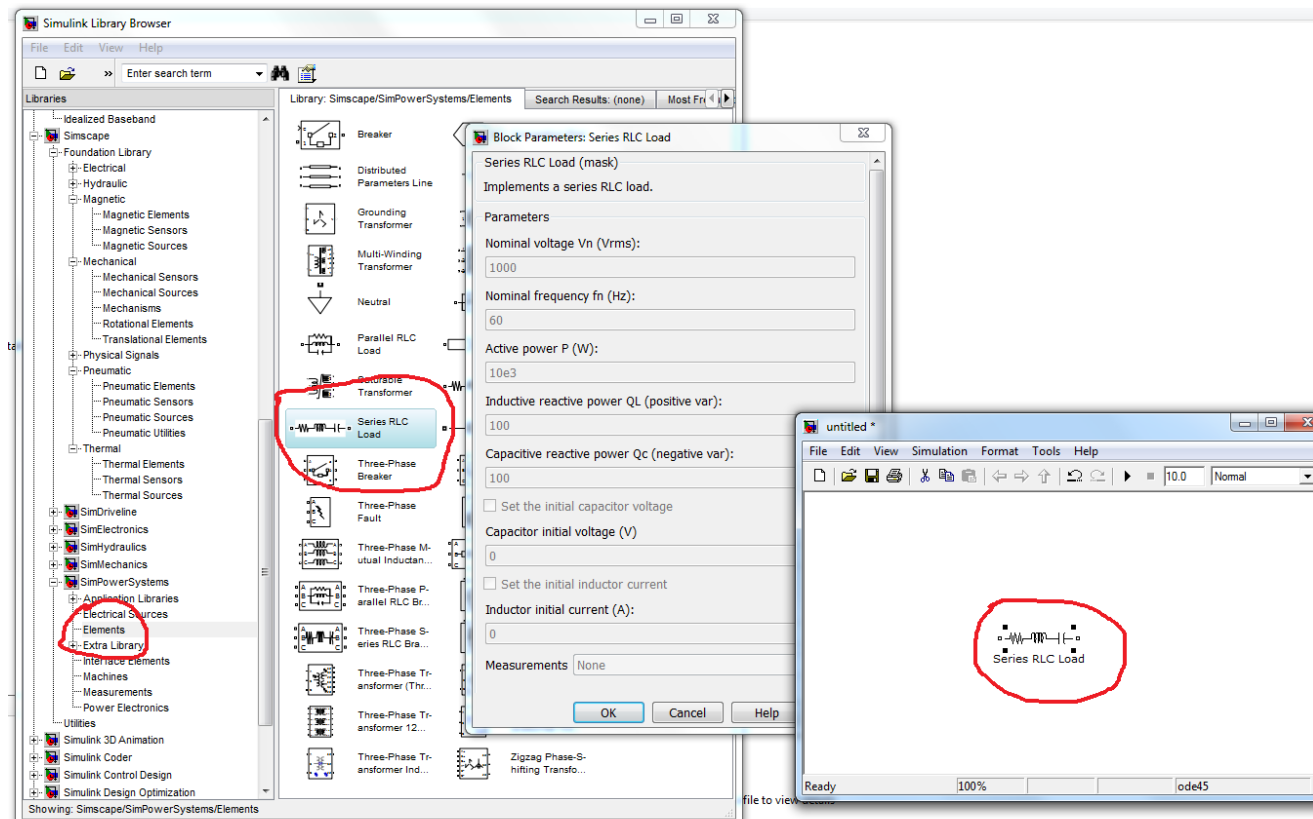 Simulink Library Browser
File Edit View Help
» Enter search term
Libraries
Idealized Baseband
Simscape
Foundation Library
Electrical
Hydraulic
Magnetic
Magnetic Elements
Magnetic Sensors
Magnetic Sources
Mechanical
Mechanical Sensors
Mechanical Sources
Mechanisms
Rotational Elements
Translational Elements
Physical Signals
Pneumatic
Pneumatic Elements
Pneumatic Sensors
Pneumatic Sources
Pneumatic Utilities
Thermal
Thermal Elements
Thermal Sensors
Thermal Sources
SimDriveline
SimElectronics
SimHydraulics
SimMechanics
SimPowerSystems
Application Libraries
Electrical Sources
Elements
Extra Library
Interface Elements
Machines
Measurements
Power Electronics
Utilities
Simulink 3D Animation
Simulink Coder
Simulink Control Design
Simulink Design Optimization
Showing: Simscape/SimPowerSystems/Elements
Library: Simscape/SimPowerSystems/Elements Search Results: (none) Most Fre
Breaker
Distributed
Parameters Line
Grounding
Transformer
Multi-Winding
Transformer
Neutral
Parallel RLC
Load
Saturable
Transformer
Series RLC
Load
Three-Phase
Breaker
Three-Phase
Fault
Three-Phase M-
utual Inductan...
Three-Phase P-
arallel RLC Br...
Three-Phase S-
eries RLC Bra...
Three-Phase Tr-
ansformer (Thr...
Three-Phase Tr-
ansformer 12...
Three-Phase Tr-
ansformer Ind...
Zigzag Phase-S-
hifting Transfo...
Block Parameters: Series RLC Load
Series RLC Load (mask)
Implements a series RLC load.
Parameters
Nominal voltage Vn (Vrms):
1000
Nominal frequency fn (Hz):
60
Active power P (W):
10e3
Inductive reactive power QL (positive var):
100
Capacitive reactive power Qc (negative var):
100
Set the initial capacitor voltage
Capacitor initial voltage (V)
0
Set the initial inductor current
Inductor initial current (A):
0
Measurements None
OK Cancel Help
untitled *
File Edit View Simulation Format Tools Help
10.0 Normal
Series RLC Load
Ready 100% ode45
file to view details